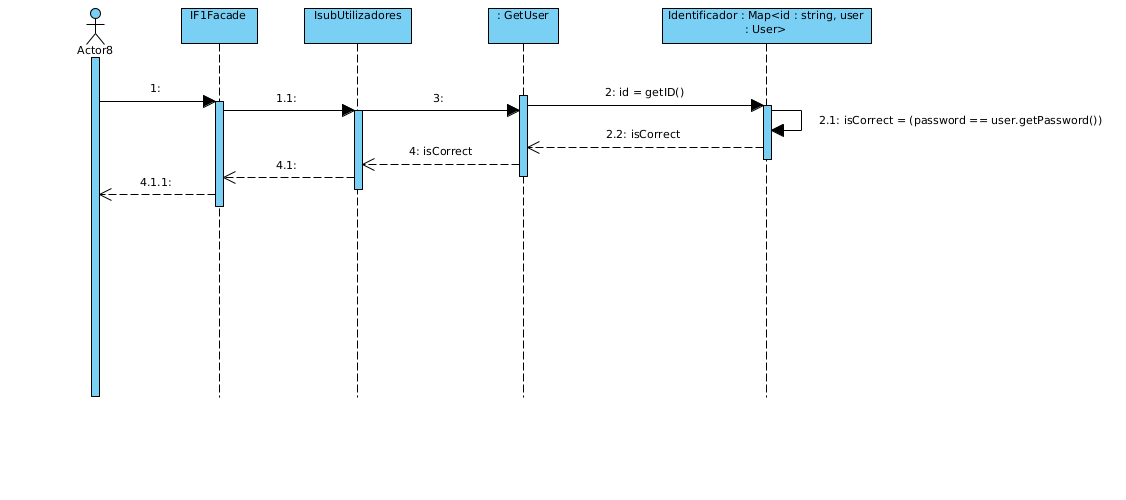 Actor8
IF1Facade
IsubUtilizadores
: GetUser
Identificador : Map<id : string, user
: User>
1:
1.1:
3:
2: id = getID()
2.1: isCorrect = (password == user.getPassword())
2.2: isCorrect
4: isCorrect
4.1:
4.1.1: